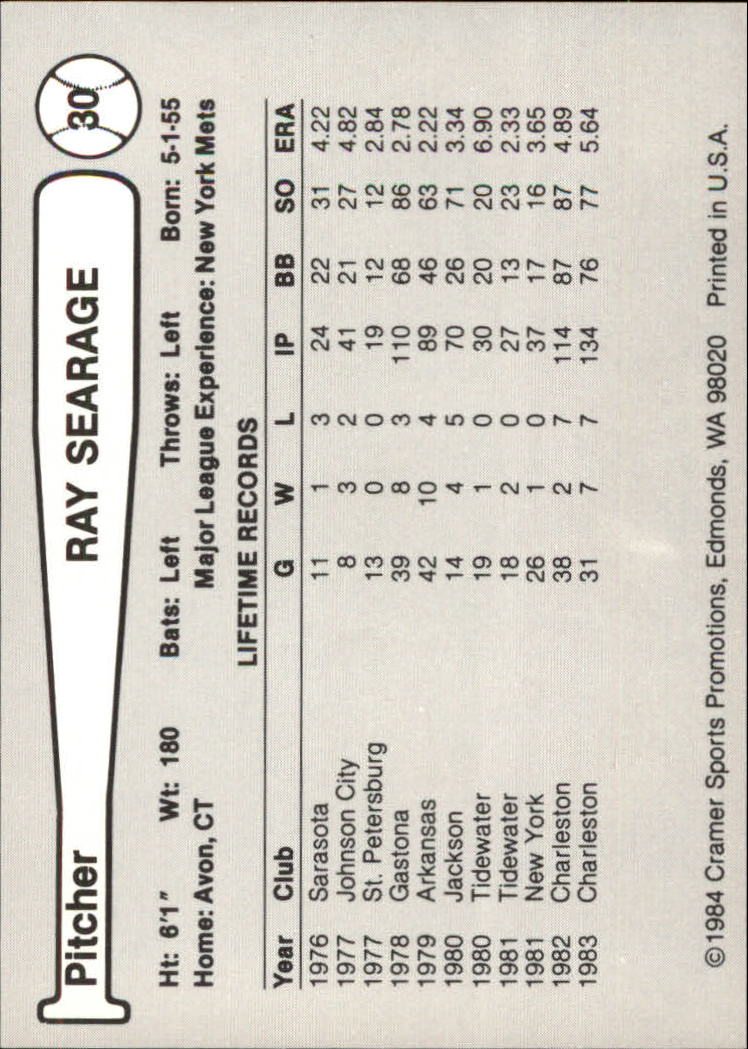 Pitcher RAY SEARAGE 30
Ht: 6'1" Wt: 180 Bats: Left Throws: Left Born: 5-1-55
Home: Avon, CT Major League Experience: New York Mets
LIFETIME RECORDS
Year Club G W L IP BB SO ERA
1976 Sarasota 11 1 3 24 22 31 4.22
1977 Johnson City 8 3 2 41 21 27 4.82
1977 St. Petersburg 13 0 0 19 12 12 2.84
1978 Gastona 39 8 3 110 68 86 2.78
1979 Arkansas 42 10 4 89 46 63 2.22
1980 Jackson 14 4 5 70 26 71 3.34
1980 Tidewater 19 1 0 30 20 20 6.90
1981 Tidewater 18 2 0 27 13 23 2.33
1981 New York 26 1 0 37 17 16 3.65
1982 Charleston 38 2 7 114 87 87 4.89
1983 Charleston 31 7 7 134 76 77 5.64
©1984 Cramer Sports Promotions, Edmonds, WA 98020 Printed in U.S.A.